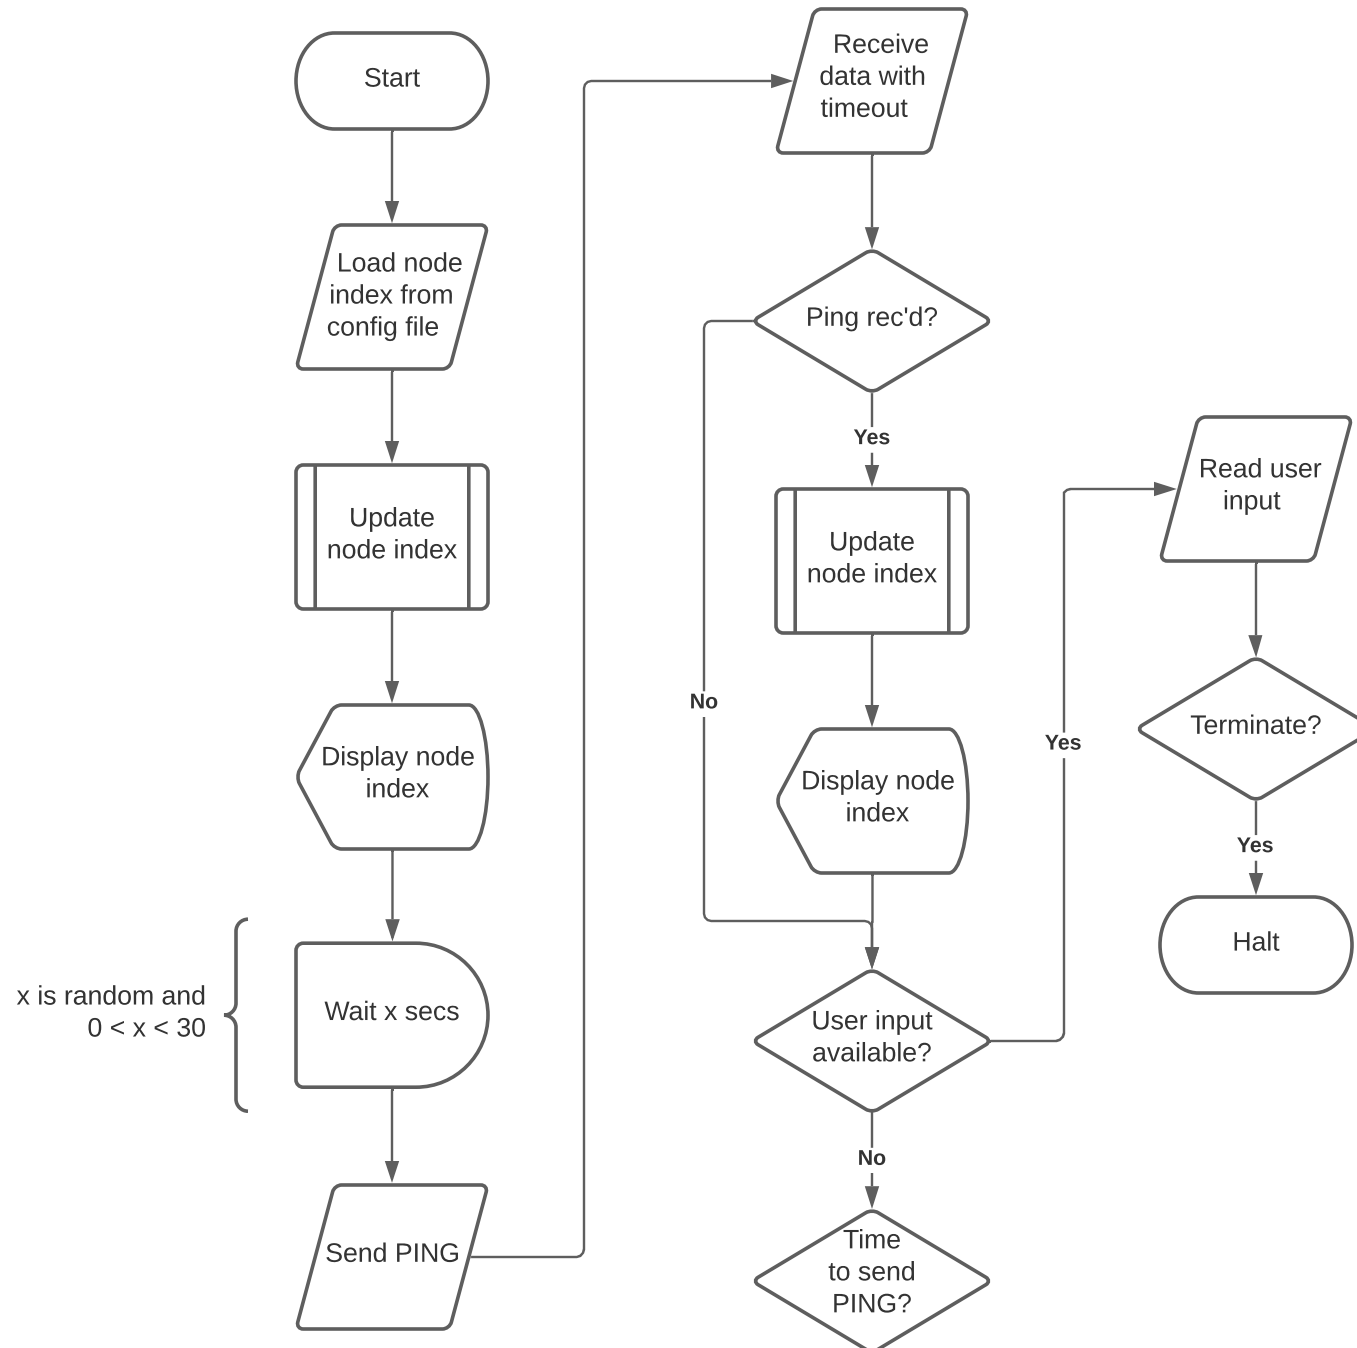 Start
Load node
index from
config file
Update
node index
Display node
index
x is random and
0 < x < 30
Wait x secs
Send PING
Receive
data with
timeout
Ping rec'd?
Yes
No
Update
node index
Display node
index
User input
available?
Yes
No
Time
to send
PING?
Read user
input
Terminate?
Yes
Halt